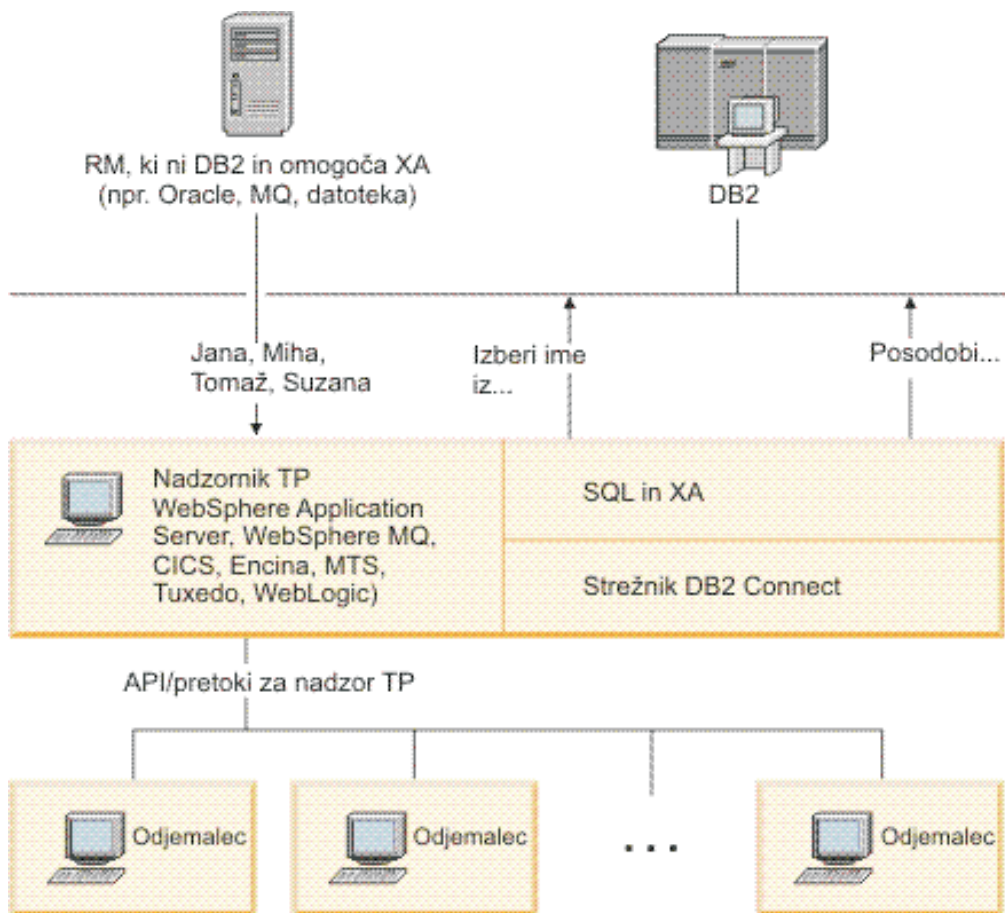 RM, ki ni DB2 in omogoča XA
(npr. Oracle, MQ, datoteka)
DB2
Jana, Miha,
Tomaž, Suzana
Izberi ime
iz...
Posodobi...
Nadzornik TP
WebSphere Application
Server, WebSphere MQ,
CICS, Encina, MTS,
Tuxedo, WebLogic)
SQL in XA
Strežnik DB2 Connect
API/pretoki za nadzor TP
Odjemalec
Odjemalec
...
Odjemalec